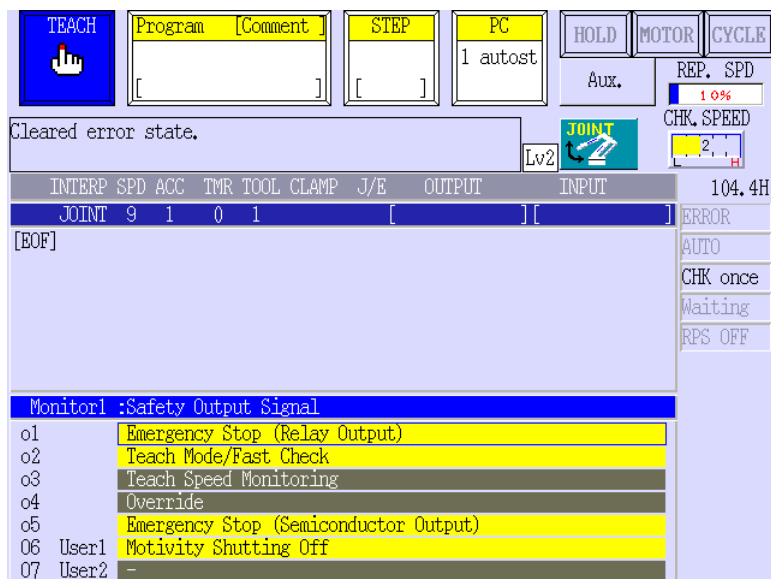 TEACH
Program [Comment ]
[ ]
STEP
[ ]
PC
1 autost
HOLD
MOTOR
CYCLE
Aux.
REP. SPD
10%
Cleared error state.
Lv2
JOINT
CHK.SPEED
2
L H
INTERP SPD ACC TMR TOOL CLAMP J/E OUTPUT INPUT
104.4H
JOINT 9 1 0 1 [ ][ ]
[EOF]
ERROR
AUTO
CHK once
Waiting
RPS OFF
Monitor1 :Safety Output Signal
o1 Emergency Stop (Relay Output)
o2 Teach Mode/Fast Check
o3 Teach Speed Monitoring
o4 Override
o5 Emergency Stop (Semiconductor Output)
O6 User1 Motivity Shutting Off
O7 User2 -